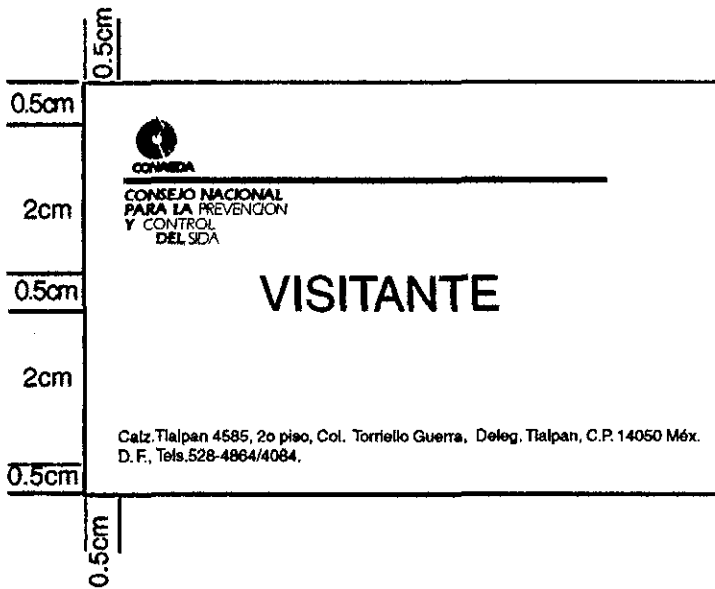 0.5cm
0.5cm
2cm
0.5cm
2cm
0.5cm
CONASIDA
CONSEJO NACIONAL
PARA LA PREVENCION
Y CONTROL
DEL SIDA
VISITANTE
Calz.Tlalpan 4585, 2o piso, Col. Torriello Guerra, Deleg. Tlalpan, C.P. 14050 Méx.
D. F., Tels.528-4864/4084.
0.5cm